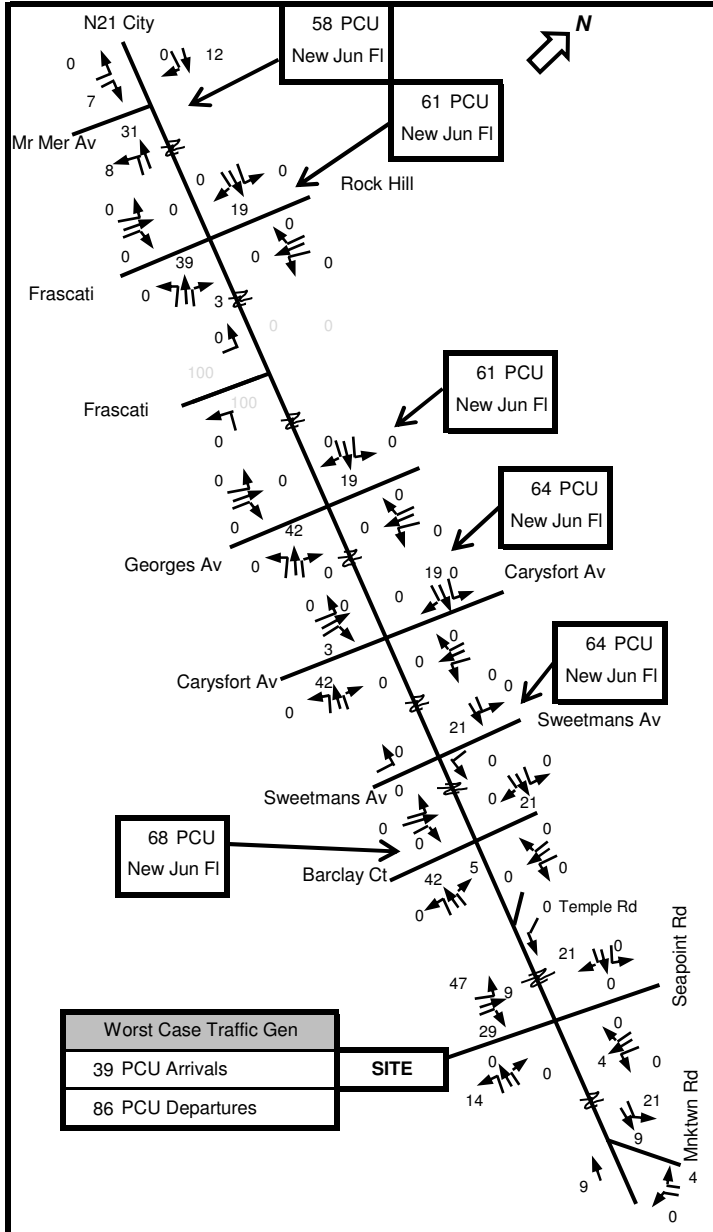 N21 City
58 PCU
New Jun Fl
N
0
0
12
7
61 PCU
New Jun Fl
Mr Mer Av
31
8
0
0
Rock Hill
0
0
19
0
0
39
0
Frascati
0
3
0
0
0
100
61 PCU
New Jun Fl
Frascati
100
0
0
0
0
0
19
0
64 PCU
New Jun Fl
0
42
0
0
Georges Av
0
0
19
0
Carysfort Av
0
0
0
0
3
0
64 PCU
New Jun Fl
Carysfort Av
42
0
0
0
0
0
21
Sweetmans Av
0
0
0
Sweetmans Av
0
0
21
68 PCU
New Jun Fl
0
0
0
Barclay Ct
5
0
42
0
0
0
Temple Rd
21
0
Seapoint Rd
47
9
0
29
0
Worst Case Traffic Gen
39 PCU Arrivals
SITE
86 PCU Departures
0
0
4
0
14
21
Mnktwn Rd
9
9
4
0